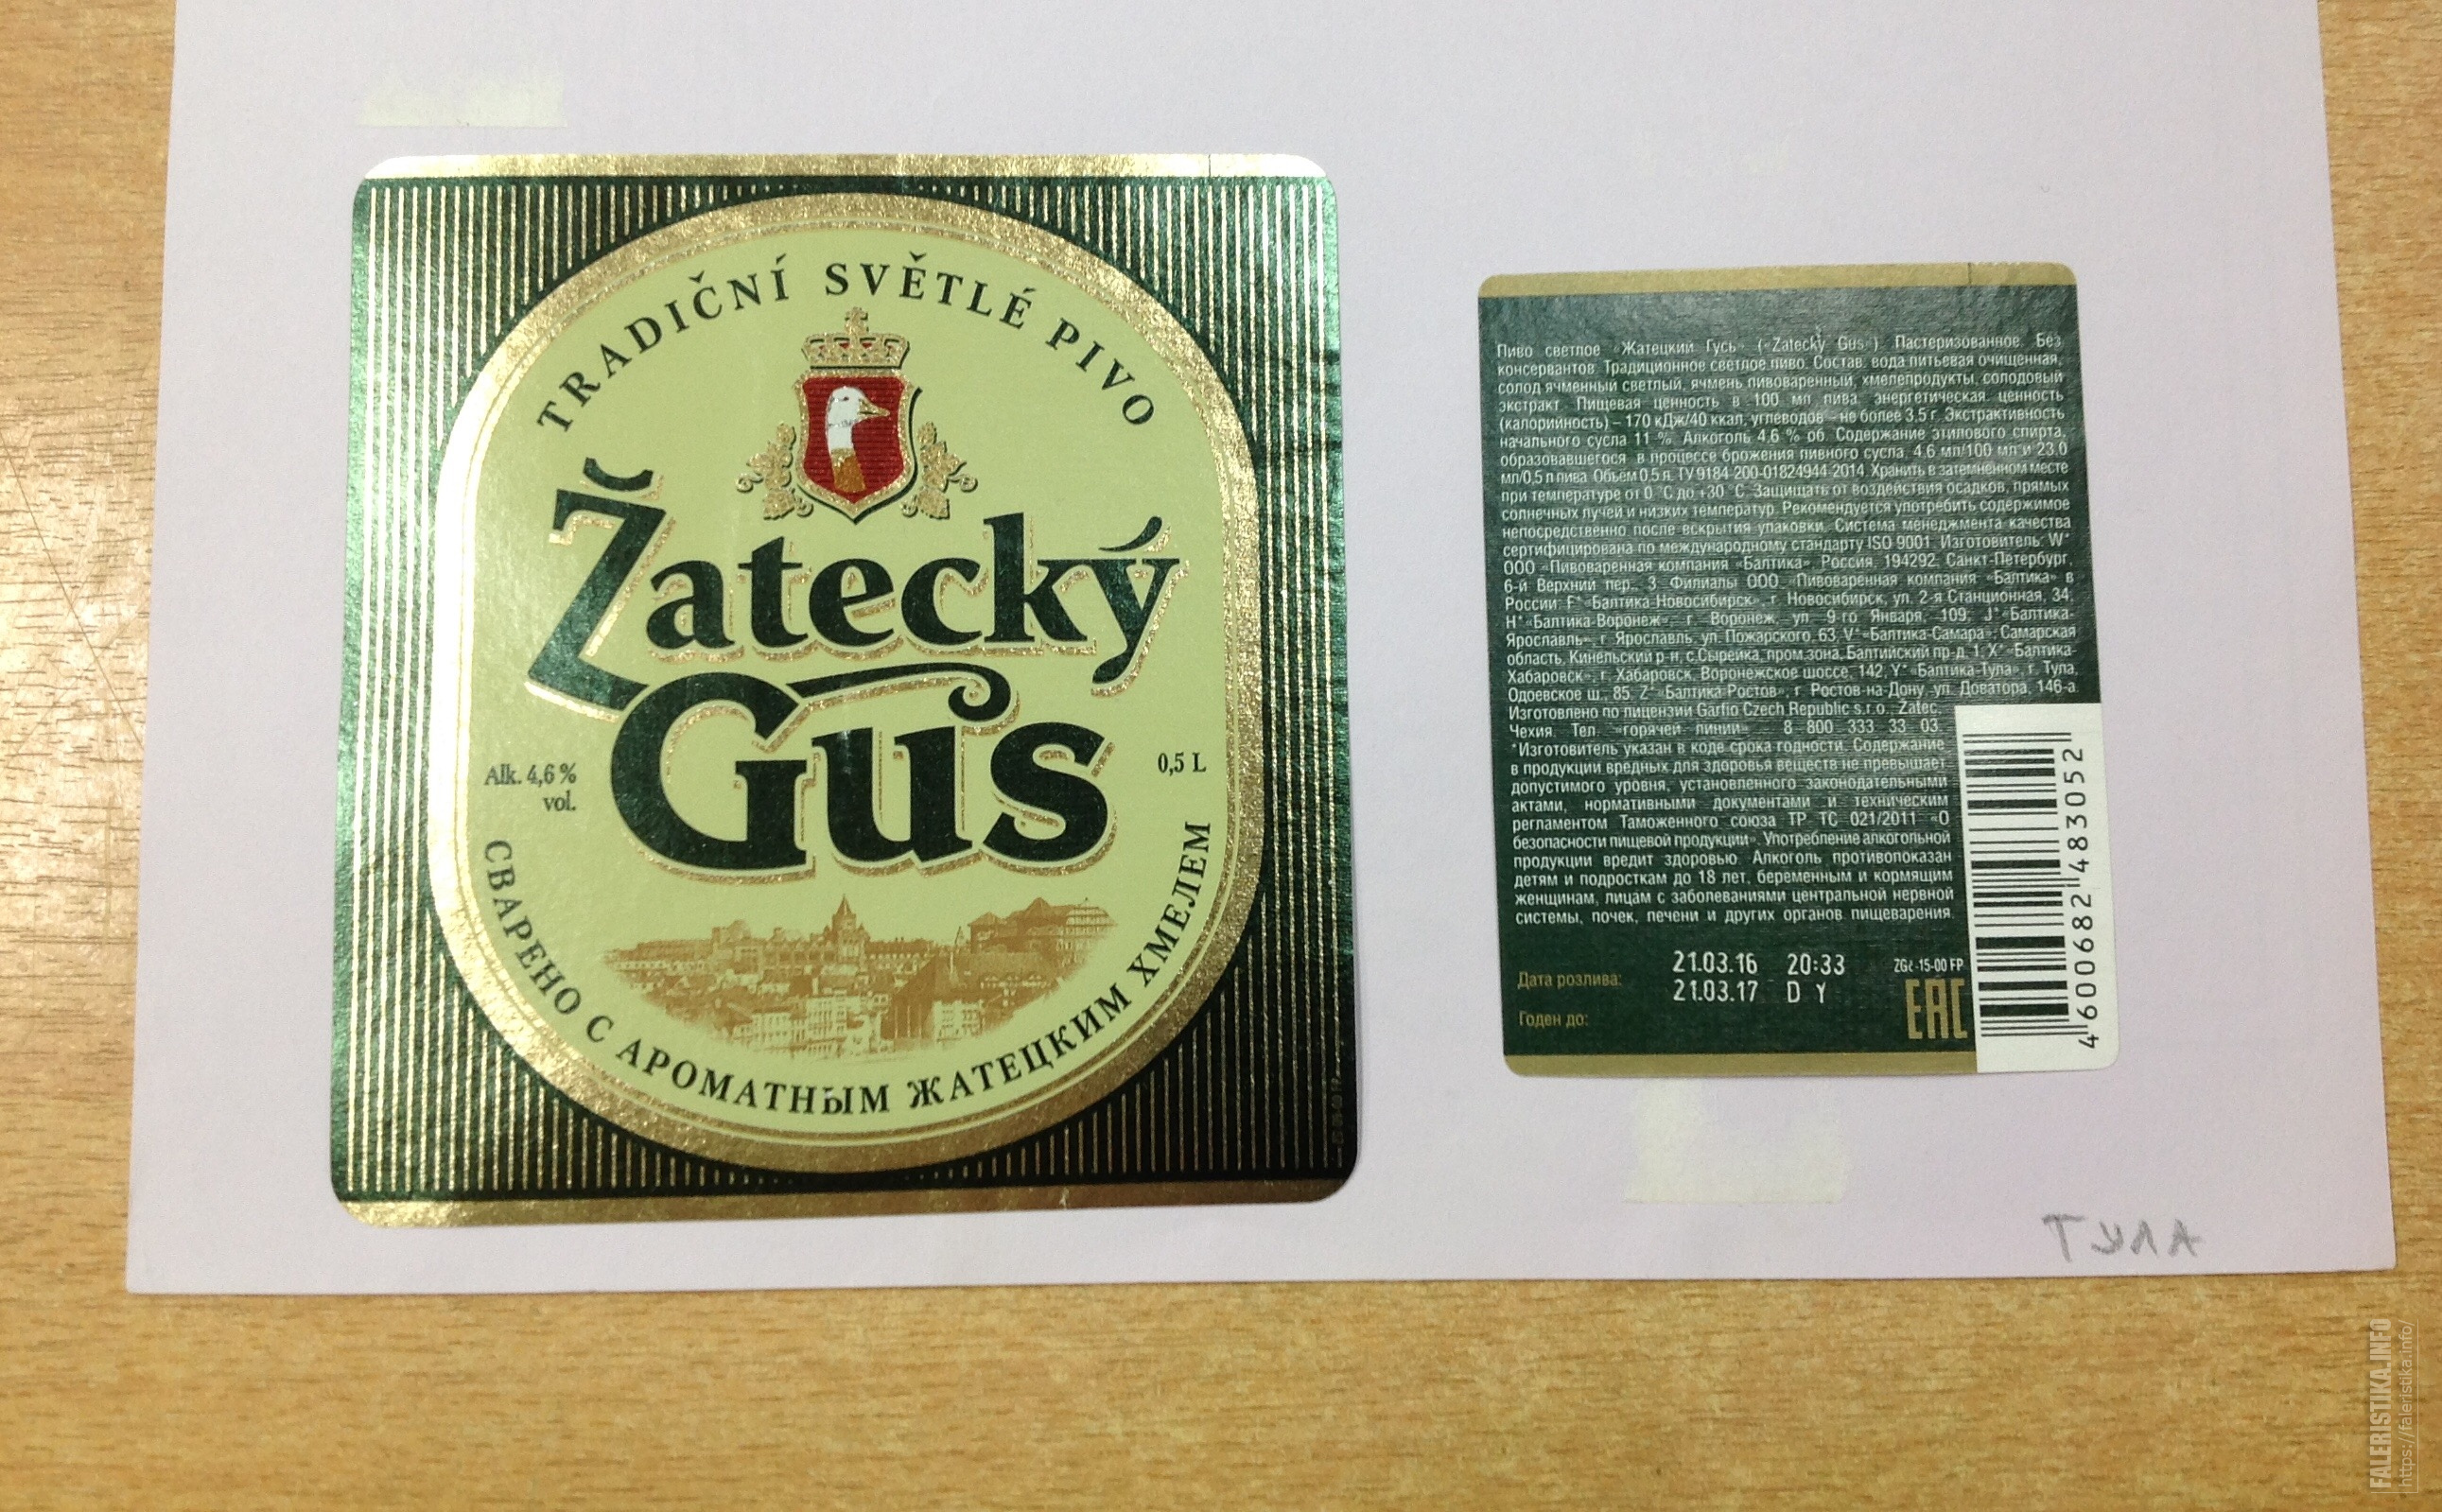 TRADIČNÍ SVĚTLÉ PIVO
Žatecký
Gus
Alk. 4,6 %
vol.
0,5 L
СВАРЕНО С АРОМАТНЫМ ЖАТЕЦКИМ ХМЕЛЕМ
Пиво светлое «Жатецкий Гусь» («Zatecky Gus»). Пастеризованное. Без
консервантов. Традиционное светлое пиво. Состав: вода питьевая очищенная,
солод ячменный светлый, ячмень пивоваренный, хмелепродукты, солодовый
экстракт. Пищевая ценность в 100 мл пива: энергетическая ценность
(калорийность) – 170 кДж/40 ккал, углеводов – не более 3,5 г. Экстрактивность
начального сусла 11 %. Алкоголь 4,6 % об. Содержание этилового спирта,
образовавшегося в процессе брожения пивного сусла, 4,6 мл/100 мл и 23,0
мл/0,5 л пива. Объём 0,5 л. ТУ 9184-200-01824944-2014. Хранить в затемнённом месте
при температуре от 0 °С до +30 °С. Защищать от воздействия осадков, прямых
солнечных лучей и низких температур. Рекомендуется употребить содержимое
непосредственно после вскрытия упаковки. Система менеджмента качества
сертифицирована по международному стандарту ISO 9001. Изготовитель: W*
ООО «Пивоваренная компания «Балтика», Россия, 194292, Санкт-Петербург,
6-й Верхний пер., 3. Филиалы ООО «Пивоваренная компания «Балтика» в
России: F* «Балтика-Новосибирск», г. Новосибирск, ул. 2-я Станционная, 34,
H* «Балтика-Воронеж», г. Воронеж, ул. 9-го Января, 109, J* «Балтика-
Ярославль», г. Ярославль, ул. Пожарского, 63, V* «Балтика-Самара», Самарская
область, Кинельский р-н, с.Сырейка, пром.зона, Балтийский пр-д, 1, X* «Балтика-
Хабаровск», г. Хабаровск, Воронежское шоссе, 142, Y* «Балтика-Тула», г. Тула,
Одоевское ш., 85, Z* «Балтика-Ростов», г. Ростов-на-Дону, ул. Доватора, 146-а.
Изготовлено по лицензии Garfio Czech Republic s.r.o., Zatec,
Чехия. Тел. «горячей линии» 8 800 333 33 03.
*Изготовитель указан в коде срока годности. Содержание
в продукции вредных для здоровья веществ не превышает
допустимого уровня, установленного законодательными
актами, нормативными документами и техническим
регламентом Таможенного союза ТР ТС 021/2011 «О
безопасности пищевой продукции». Употребление алкогольной
продукции вредит здоровью. Алкоголь противопоказан
детям и подросткам до 18 лет, беременным и кормящим
женщинам, лицам с заболеваниями центральной нервной
системы, почек, печени и других органов пищеварения.
Дата розлива: 21.03.16 20:33
21.03.17 D Y
Годен до:
EAC
4 600682 483052
ТУЛА
FALERISTIKA.INFO
https://faleristika.info/